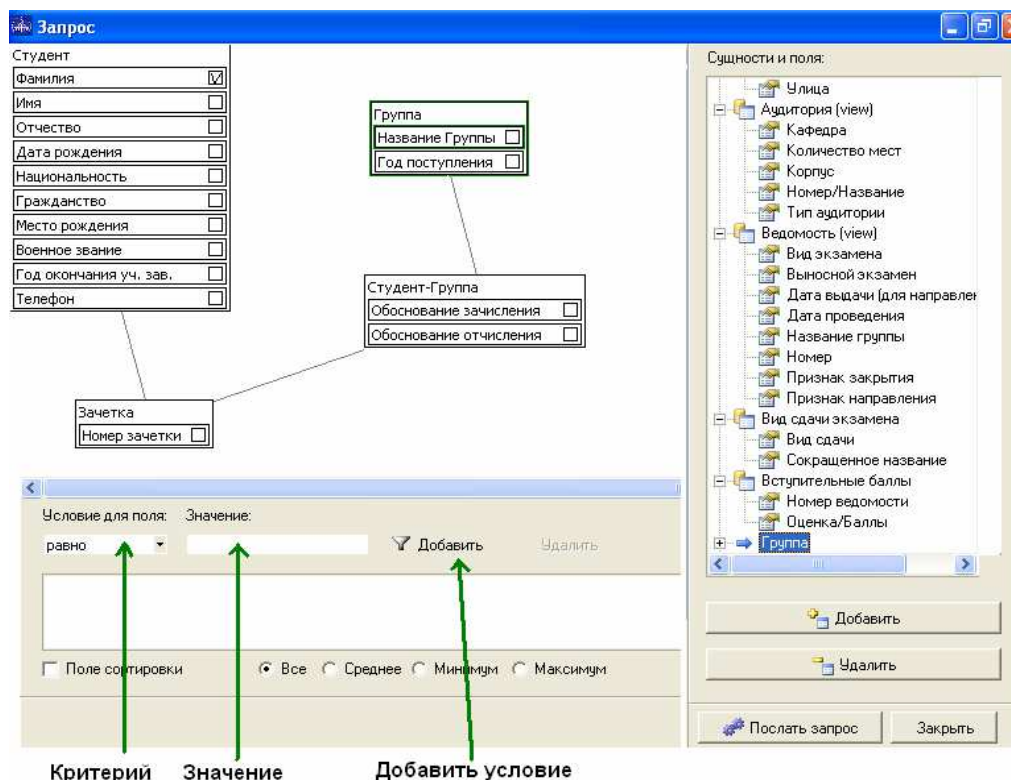 Запрос
Студент
Фамилия
Имя
Отчество
Дата рождения
Национальность
Гражданство
Место рождения
Военное звание
Год окончания уч. зав.
Телефон
Группа
Название Группы
Год поступления
Студент-Группа
Обоснование зачисления
Обоснование отчисления
Зачетка
Номер зачетки
Условие для поля: Значение:
равно Добавить Удалить
Поле сортировки Все Среднее Минимум Максимум
Сущности и поля:
Улица
Аудитория (view)
Кафедра
Количество мест
Корпус
Номер/Название
Тип аудитории
Ведомость (view)
Вид экзамена
Выносной экзамен
Дата выдачи (для направлен
Дата проведения
Название группы
Номер
Признак закрытия
Признак направления
Вид сдачи экзамена
Вид сдачи
Сокращенное название
Вступительные баллы
Номер ведомости
Оценка/Баллы
Группа
Добавить
Удалить
Послать запрос Закрыть
Критерий Значение Добавить условие